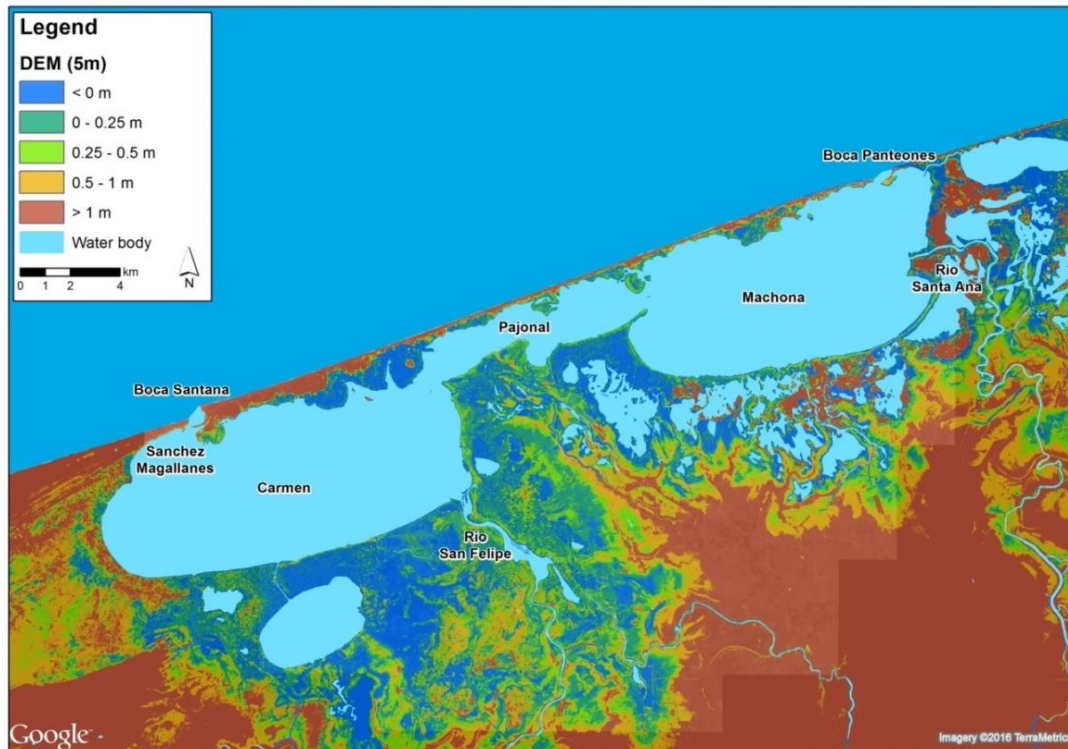 Legend
DEM (5m)
< 0 m
0 - 0.25 m
0.25 - 0.5 m
0.5 - 1 m
> 1 m
Water body
0 1 2 4 km
N
Boca Panteones
Rio
Santa Ana
Machona
Pajonal
Boca Santana
Sanchez
Magallanes
Carmen
Rio
San Felipe
Google
Imagery ©2016 TerraMetrics